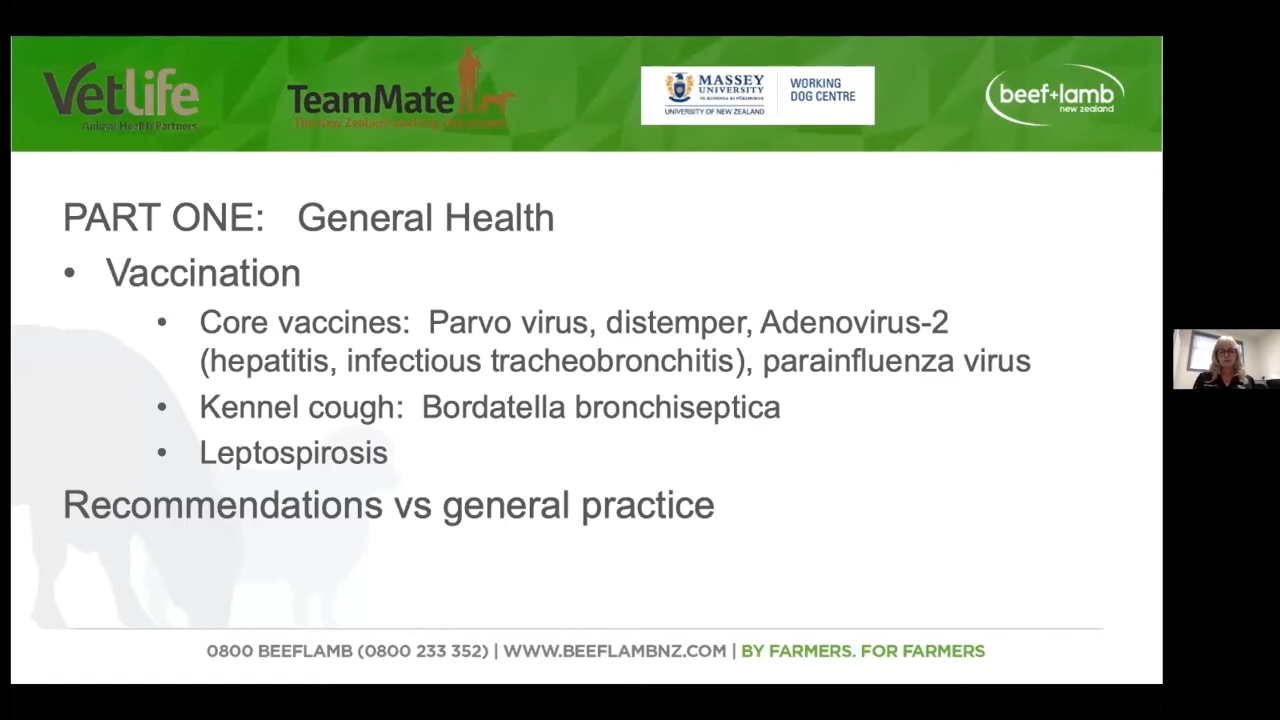 Vetlife
Animal Health Partners
TeamMate
The New Zealand working dog project
MASSEY
UNIVERSITY
UNIVERSITY OF NEW ZEALAND
WORKING
DOG CENTRE
beef+lamb
new zealand
PART ONE: General Health
• Vaccination
• Core vaccines: Parvo virus, distemper, Adenovirus-2
(hepatitis, infectious tracheobronchitis), parainfluenza virus
• Kennel cough: Bordatella bronchiseptica
• Leptospirosis
Recommendations vs general practice
0800 BEEFLAMB (0800 233 352) | WWW.BEEFLAMBNZ.COM | BY FARMERS. FOR FARMERS